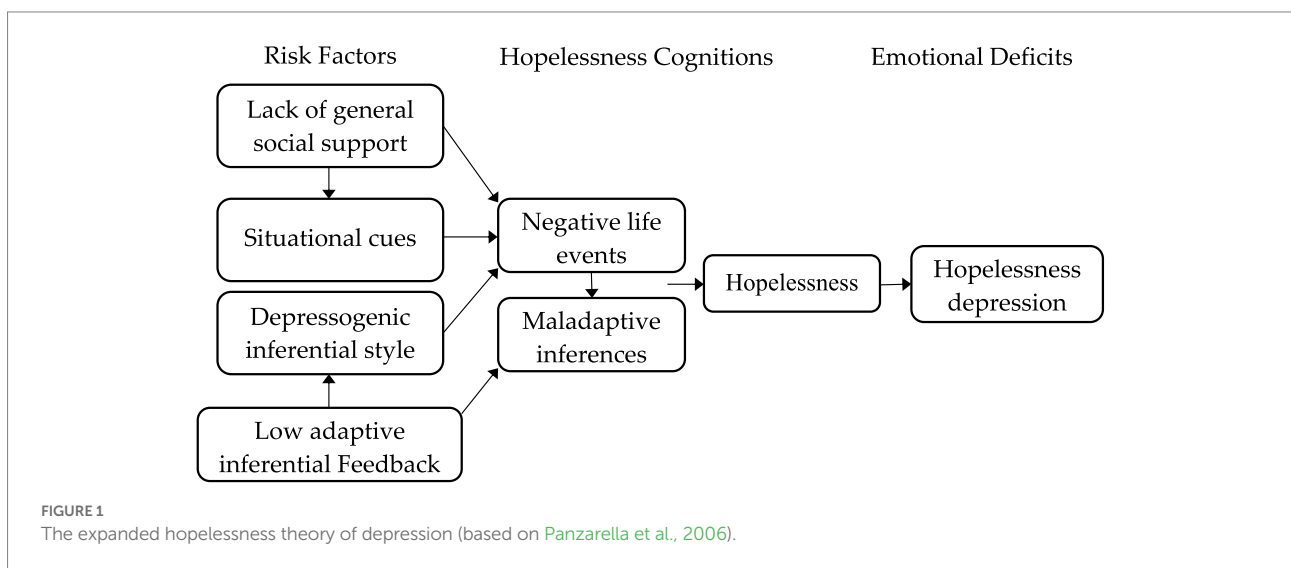 Risk Factors
Hopelessness Cognitions
Emotional Deficits
Lack of general
social support
Situational cues
Depressogenic
inferential style
Low adaptive
inferential Feedback
Negative life
events
Maladaptive
inferences
Hopelessness
Hopelessness
depression
FIGURE 1
The expanded hopelessness theory of depression (based on Panzarella et al., 2006).